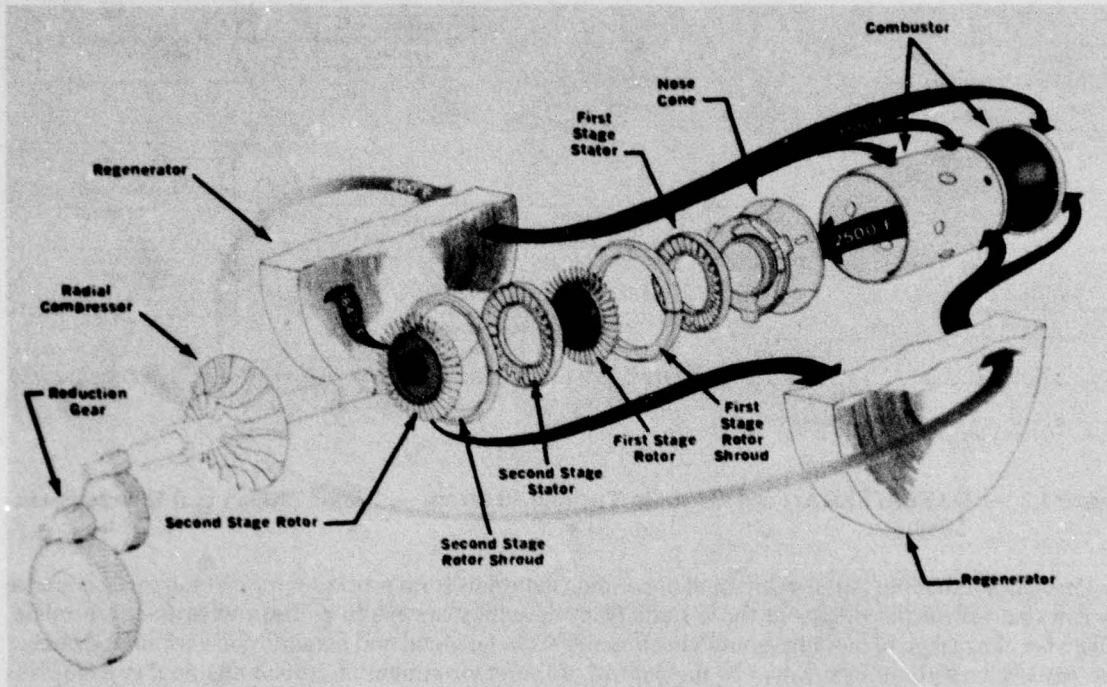 Combustor
Nose
Cone
First
Stage
Stator
Regenerator
2500 F
Radial
Compressor
Reduction
Gear
First
Stage
Rotor
Shroud
First Stage
Rotor
Second Stage
Stator
Second Stage Rotor
Second Stage
Rotor Shroud
Regenerator